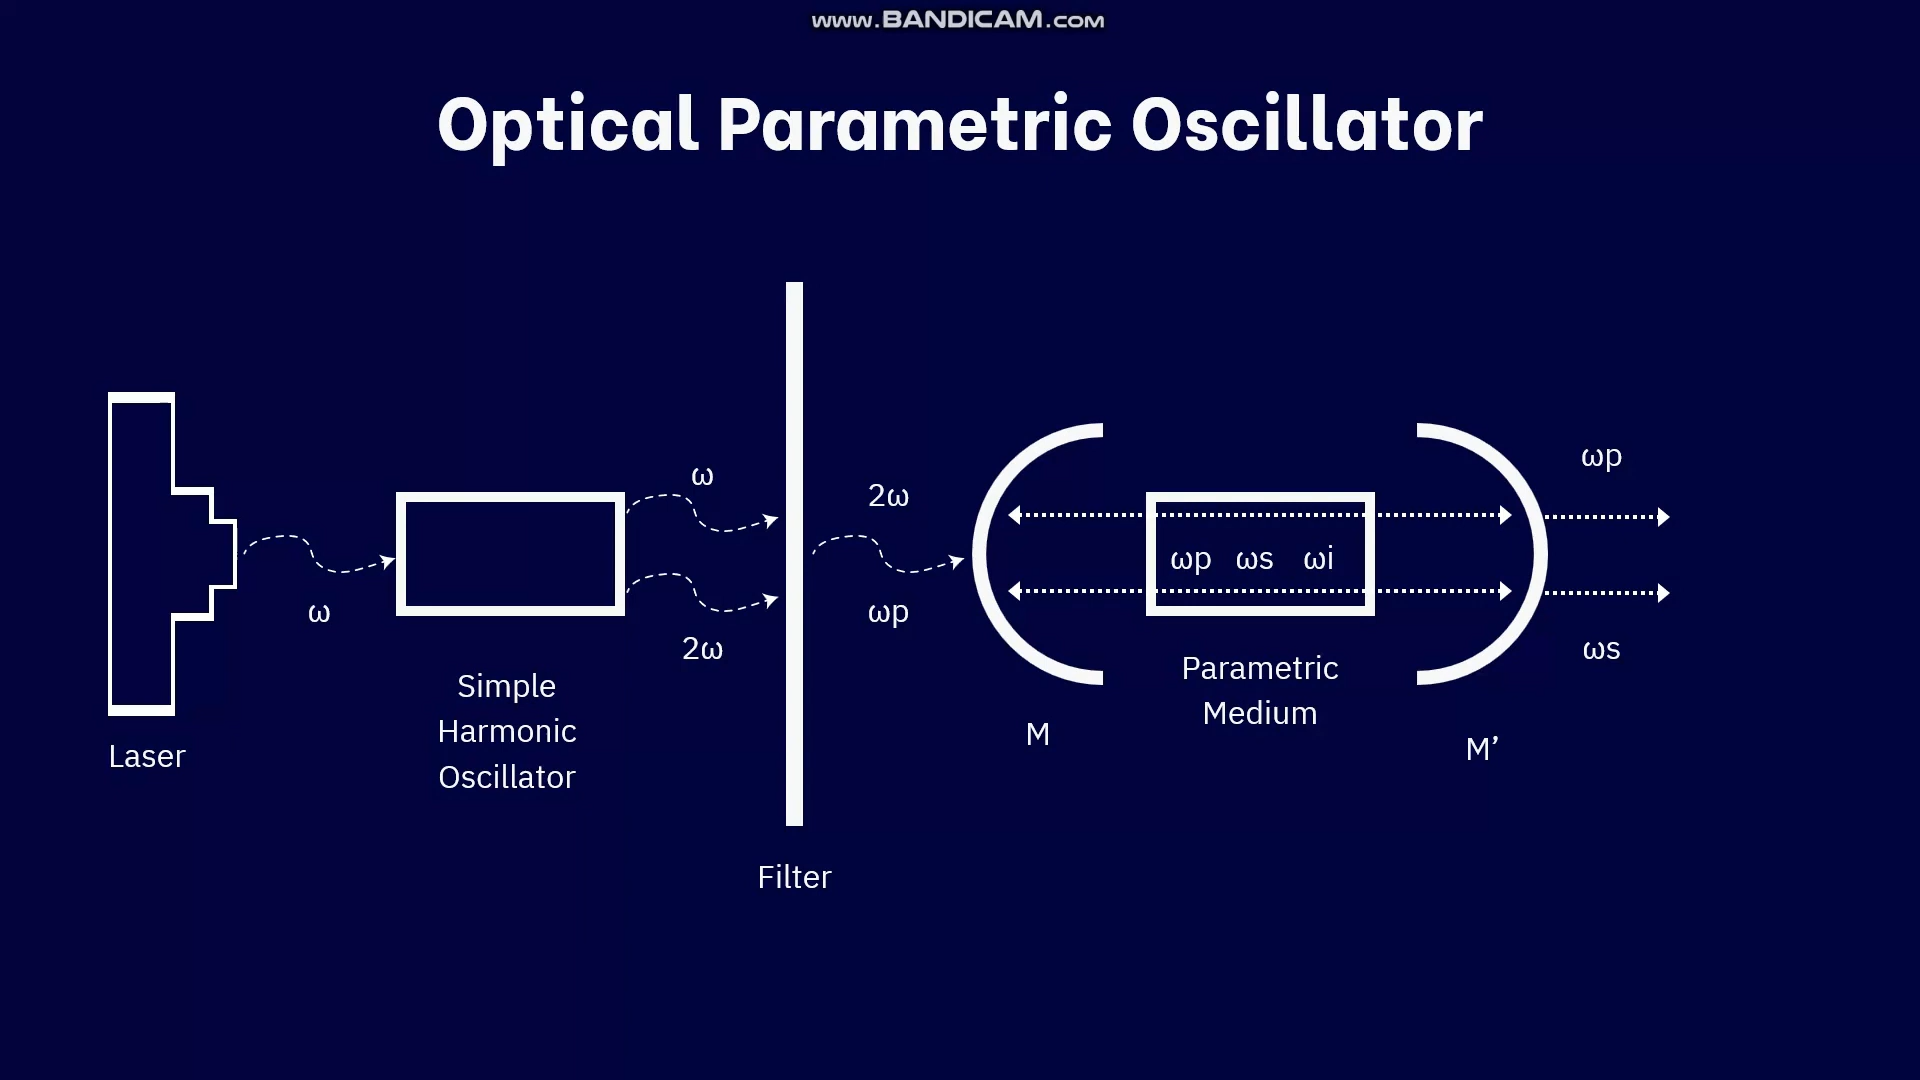 www.BANDICAM.com
Optical Parametric Oscillator
ω
2ω
ωp
ω
ωp ωs ωi
ω
ωp
2ω
ωs
Simple
Harmonic
Oscillator
Parametric
Medium
M
M’
Laser
Filter